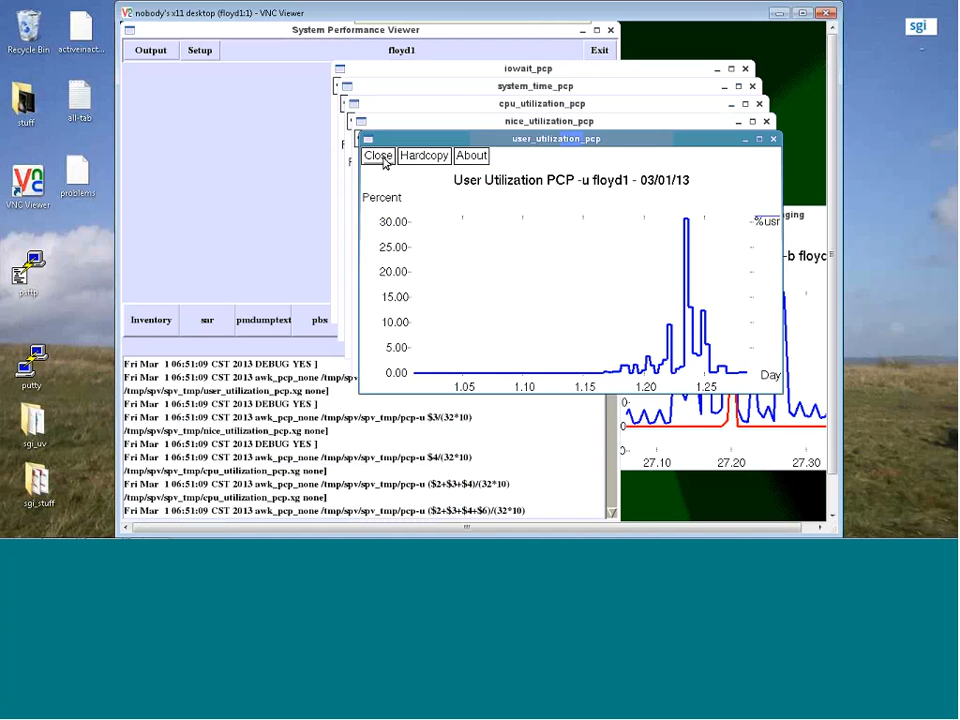 nobody's x11 desktop (floyd1:1) - VNC Viewer
sgi
Recycle Bin
activeinact...
stuff
all-tab
VNC Viewer
problems
psftp
putty
sgi_uv
sgi_stuff
System Performance Viewer
Output
Setup
floyd1
Exit
iowait_pcp
system_time_pcp
cpu_utilization_pcp
nice_utilization_pcp
user_utilization_pcp
Close
Hardcopy
About
User Utilization PCP -u floyd1 - 03/01/13
Percent
30.00
25.00
20.00
15.00
10.00
5.00
0.00
%usr
Day
1.05
1.10
1.15
1.20
1.25
ging
-b floyd
27.10
27.20
27.30
Inventory
sar
pmdumptext
pbs
Fri Mar 1 06:51:09 CST 2013 DEBUG YES ]
Fri Mar 1 06:51:09 CST 2013 awk_pcp_none /tmp/spv
/tmp/spv/spv_tmp/user_utilization_pcp.xg none]
Fri Mar 1 06:51:09 CST 2013 DEBUG YES ]
Fri Mar 1 06:51:09 CST 2013 awk_pcp_none /tmp/spv/spv_tmp/pcp-u $3/(32*10)
/tmp/spv/spv_tmp/nice_utilization_pcp.xg none]
Fri Mar 1 06:51:09 CST 2013 DEBUG YES ]
Fri Mar 1 06:51:09 CST 2013 awk_pcp_none /tmp/spv/spv_tmp/pcp-u $4/(32*10)
/tmp/spv/spv_tmp/cpu_utilization_pcp.xg none]
Fri Mar 1 06:51:09 CST 2013 awk_pcp_none /tmp/spv/spv_tmp/pcp-u ($2+$3+$4)/(32*10)
/tmp/spv/spv_tmp/cpu_utilization_pcp.xg none]
Fri Mar 1 06:51:09 CST 2013 awk_pcp_none /tmp/spv/spv_tmp/pcp-u ($2+$3+$4+$6)/(32*10)